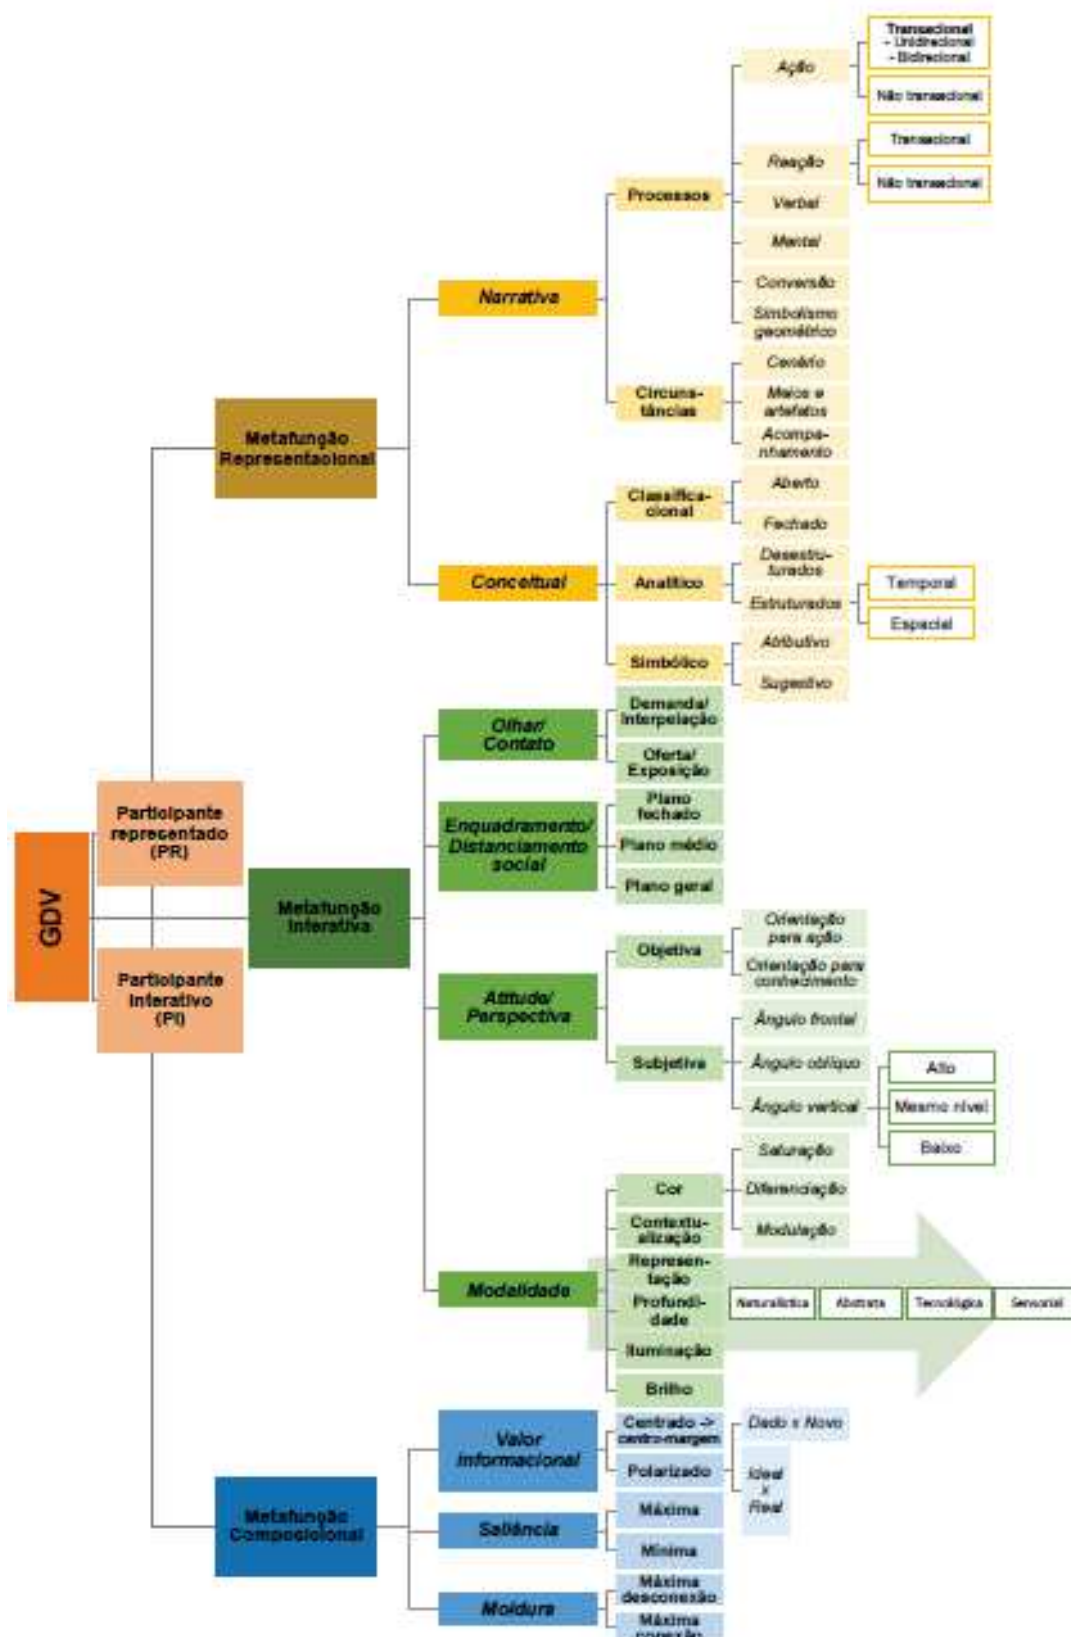 GDV
Participante
representado
(PR)
Participante
Interativo
(PI)
Metafunção
Representacional
Narrativa
Processos
Ação
Transacional
- Unidirecional
- Bidirecional
Não transacional
Reação
Transacional
Não transacional
Verbal
Mental
Conversão
Simbolismo
geométrico
Circuns-
tâncias
Cenário
Meios e
artefatos
Acompa-
nhamento
Conceitual
Classifica-
cional
Aberto
Fechado
Analítico
Desestru-
turados
Estruturados
Temporal
Espacial
Simbólico
Atributivo
Sugestivo
Metafunção
Interativa
Olhar/
Contato
Demanda/
Interpelação
Oferta/
Exposição
Enquadramento/
Distanciamento
social
Plano
fechado
Plano médio
Plano geral
Atitude/
Perspectiva
Objetiva
Orientação
para ação
Orientação para
conhecimento
Subjetiva
Ângulo frontal
Ângulo oblíquo
Ângulo vertical
Alto
Mesmo nível
Baixo
Modalidade
Cor
Saturação
Diferenciação
Modulação
Contextu-
alização
Represen-
tação
Profundi-
dade
Iluminação
Brilho
Naturalística
Abstrata
Tecnológica
Sensorial
Metafunção
Composicional
Valor
informacional
Centrado ->
centro-margem
Polarizado
Dado x Novo
Ideal
x
Real
Saliência
Máxima
Mínima
Moldura
Máxima
desconexão
Máxima
conexão